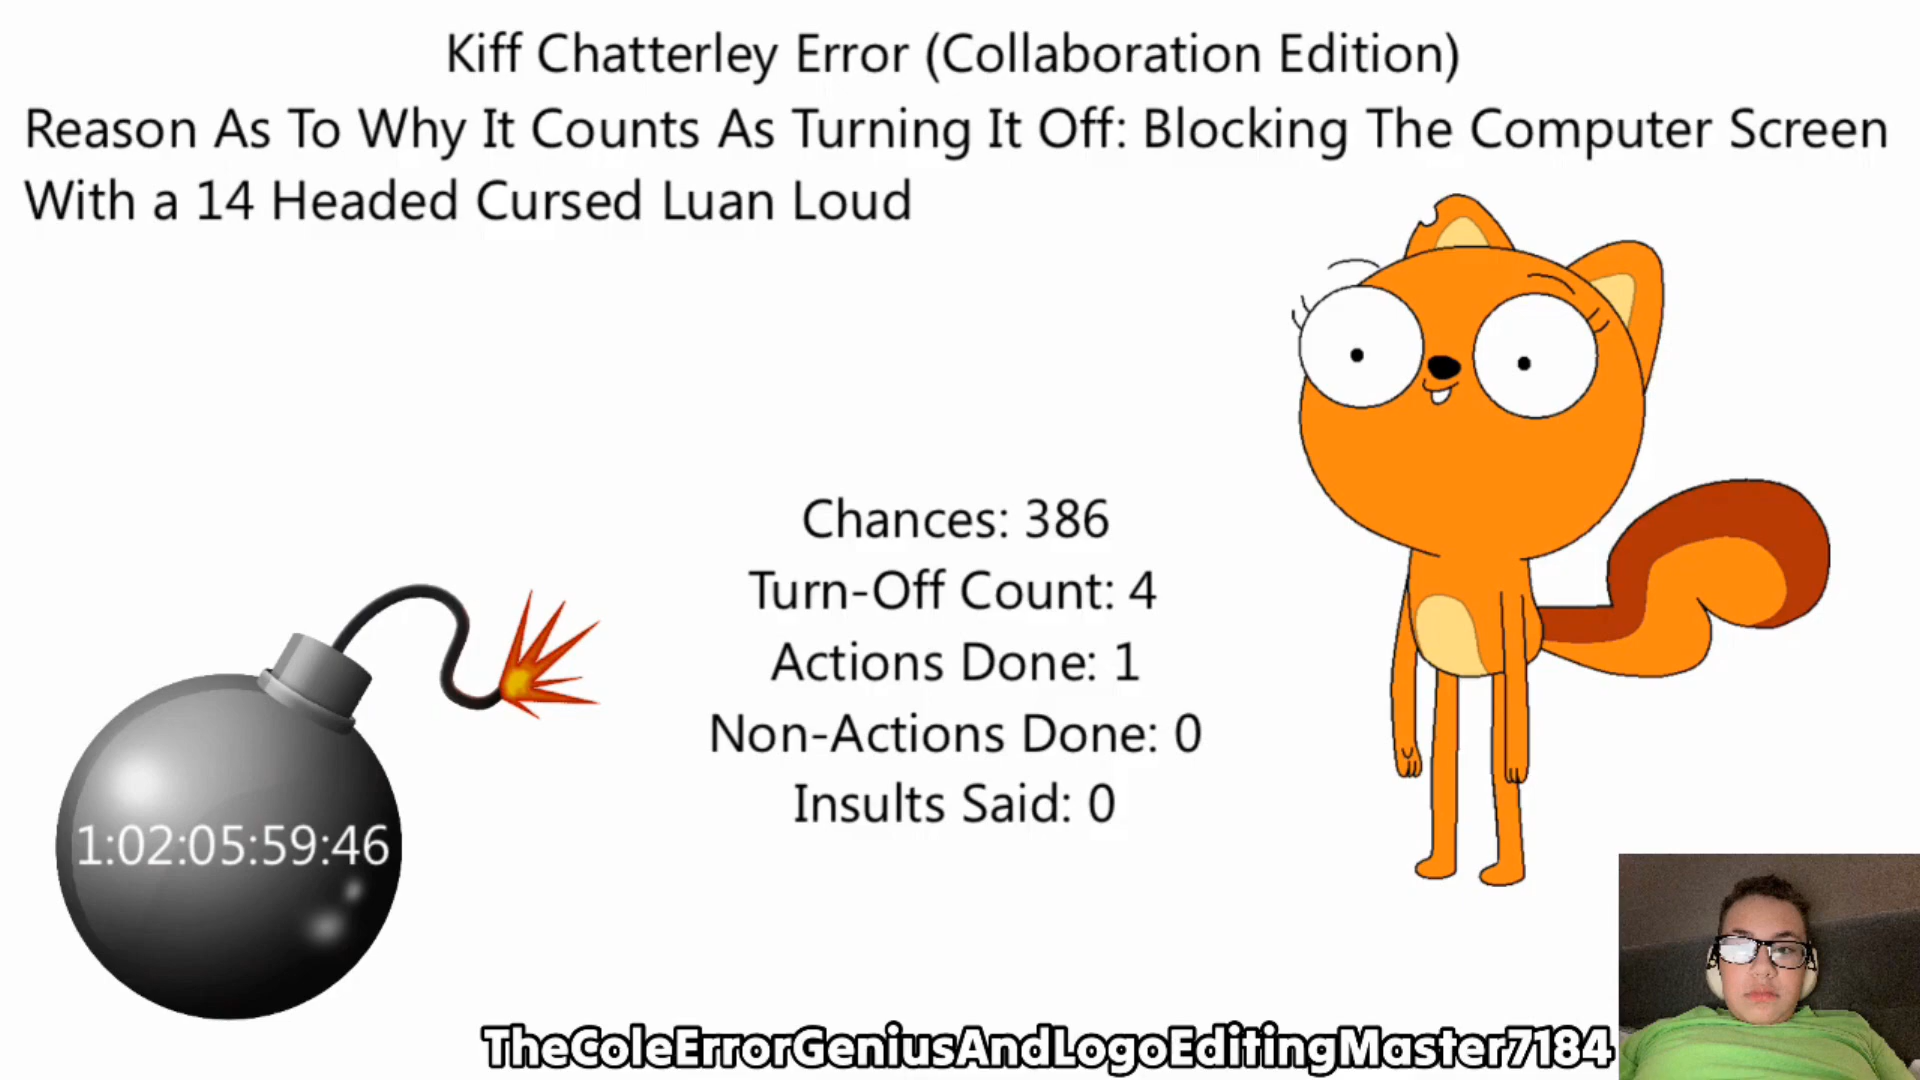 Kiff Chatterley Error (Collaboration Edition)
Reason As To Why It Counts As Turning It Off: Blocking The Computer Screen
With a 14 Headed Cursed Luan Loud
Chances: 386
Turn-Off Count: 4
Actions Done: 1
Non-Actions Done: 0
Insults Said: 0
1:02:05:59:46
TheColeErrorGeniusAndLogoEditingMaster7184